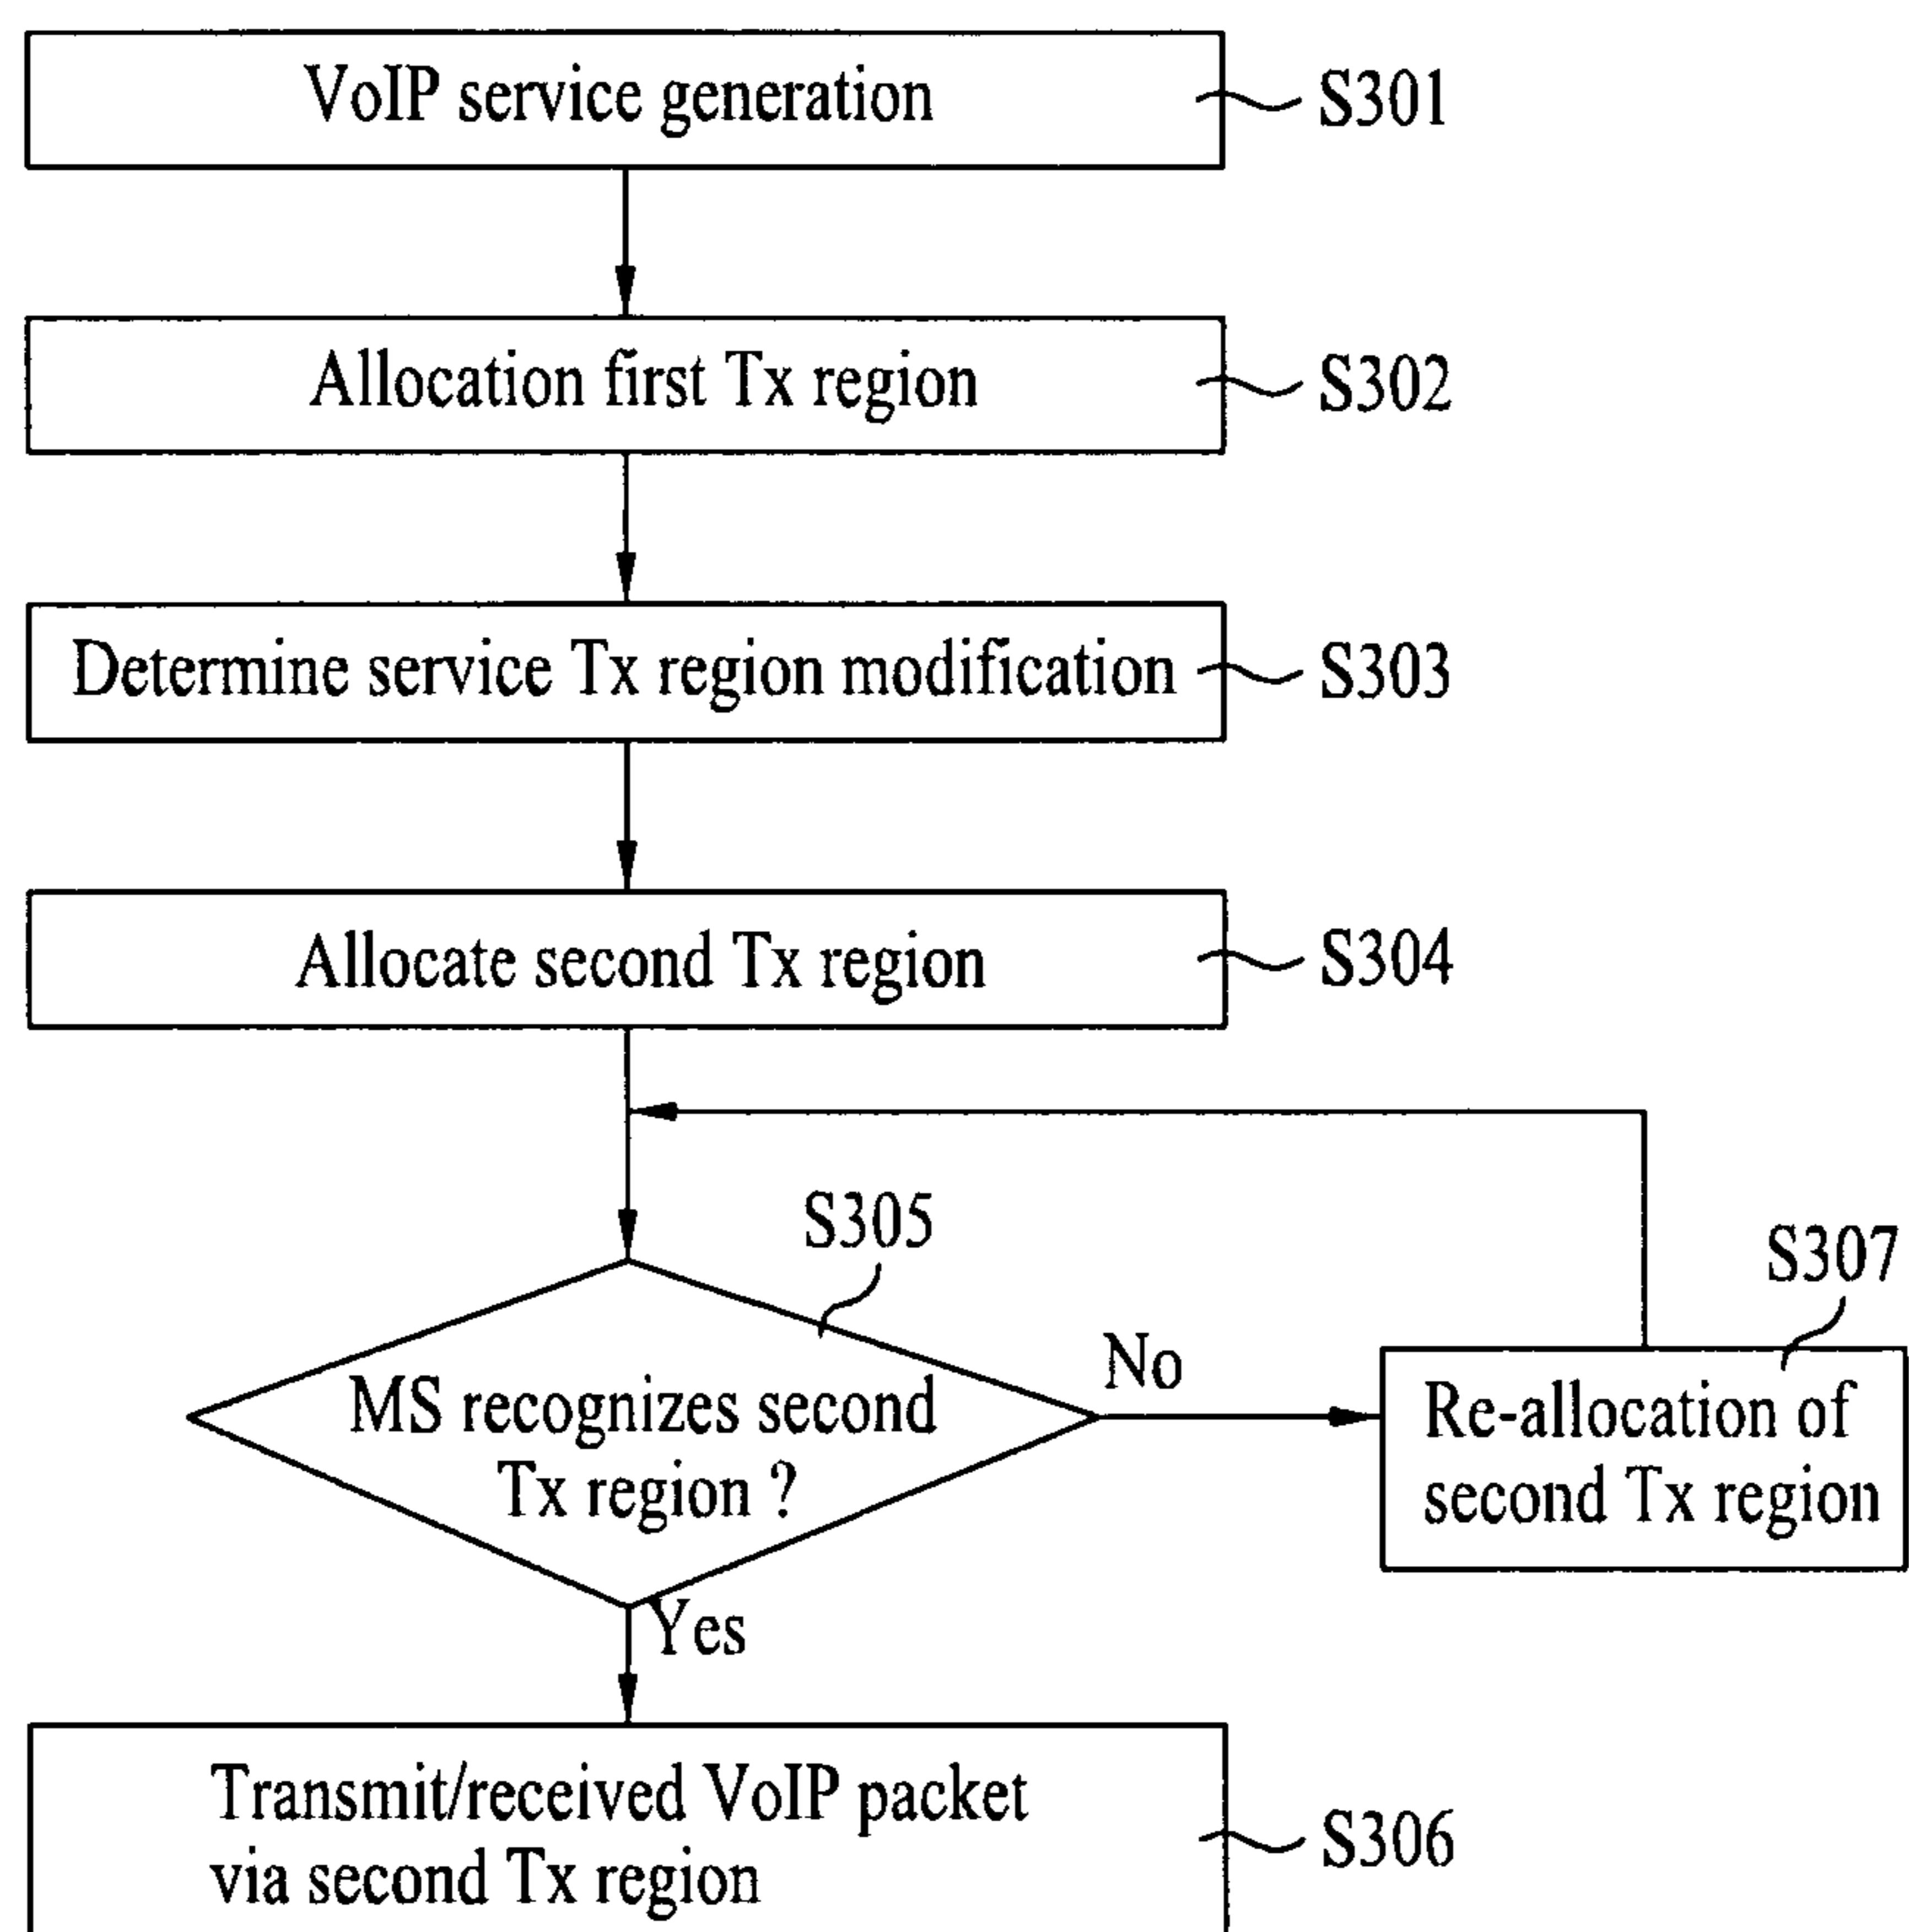 VoIP service generation
S301
Allocation first Tx region
S302
Determine service Tx region modification
S303
Allocate second Tx region
S304
S305
S307
MS recognizes second
Tx region ?
No
Re-allocation of
second Tx region
Yes
Transmit/received VoIP packet
via second Tx region
S306